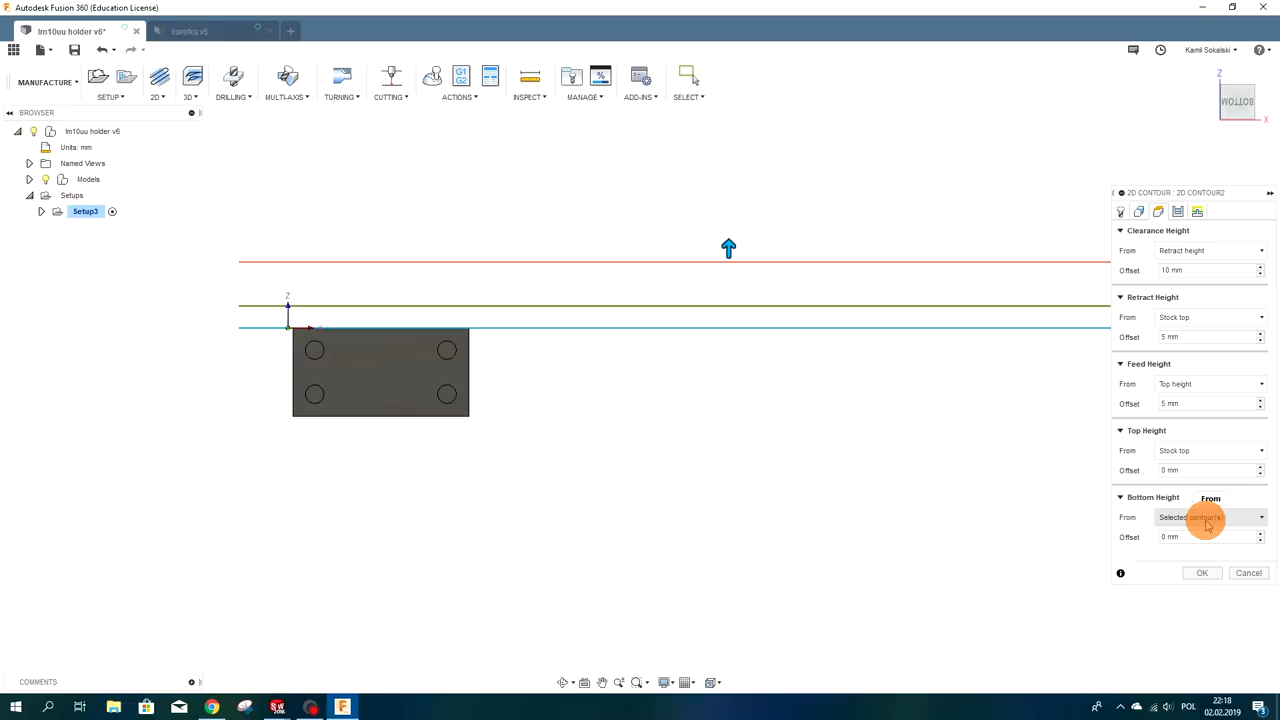 Autodesk Fusion 360 (Education License)
lm10uu holder v6*
karetka v6
Kamil Sokalski
MANUFACTURE
SETUP
2D
3D
DRILLING
MULTI-AXIS
TURNING
CUTTING
G1
G2
ACTIONS
INSPECT
MANAGE
ADD-INS
SELECT
BROWSER
lm10uu holder v6
Units: mm
Named Views
Models
Setups
Setup3
Z
BOTTOM
X
Z
2D CONTOUR : 2D CONTOUR2
Clearance Height
From Retract height
Offset 10 mm
Retract Height
From Stock top
Offset 5 mm
Feed Height
From Top height
Offset 5 mm
Top Height
From Stock top
Offset 0 mm
Bottom Height
From
From Selected contour(s)
Offset 0 mm
OK Cancel
COMMENTS
POL
22:18
02.02.2019